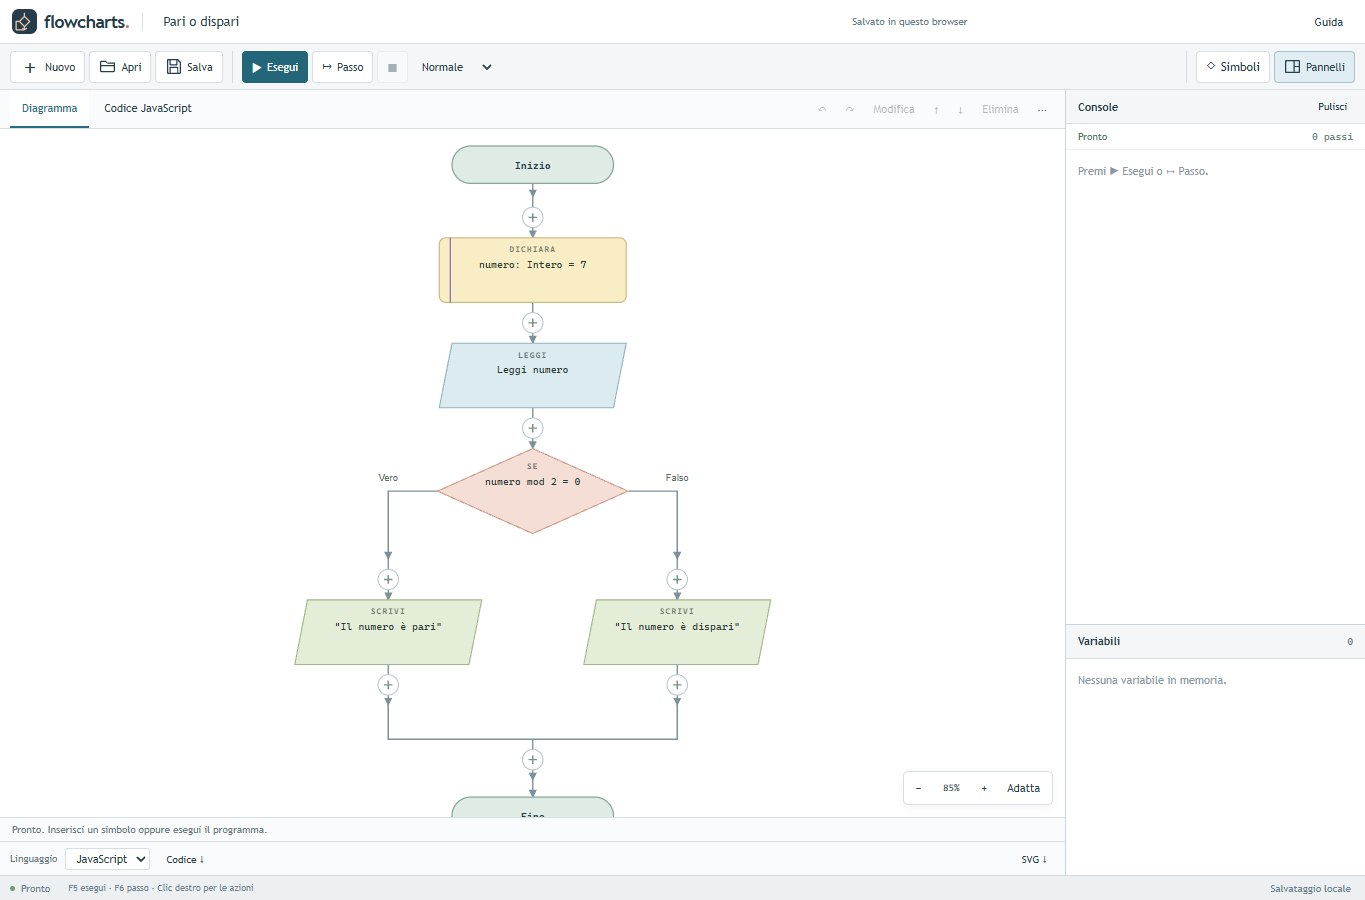 flowcharts. Pari o dispari Salvato in questo browser Guida
+ Nuovo Apri Salva ▶ Esegui ↦ Passo ■ Normale ◇ Simboli Pannelli
Diagramma Codice JavaScript ↶ ↷ Modifica ↑ ↓ Elimina ...
Console Pulisci
Pronto 0 passi
Premi ▶ Esegui o ↦ Passo.
Inizio
+
DICHIARA
numero: Intero = 7
+
LEGGI
Leggi numero
+
SE
numero mod 2 = 0
Vero Falso
+ +
SCRIVI SCRIVI
"Il numero è pari" "Il numero è dispari"
+ +
+
Fine
Variabili 0
Nessuna variabile in memoria.
− 85% + Adatta
Pronto. Inserisci un simbolo oppure esegui il programma.
Linguaggio JavaScript Codice ↓ SVG ↓
Pronto F5 esegui · F6 passo · Clic destro per le azioni Salvataggio locale